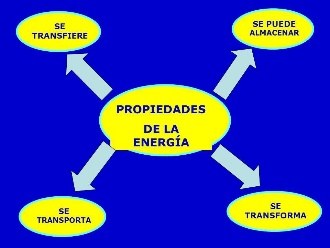 SE
TRANSFIERE
SE PUEDE
ALMACENAR
PROPIEDADES
DE LA
ENERGÍA
SE
TRANSPORTA
SE
TRANSFORMA